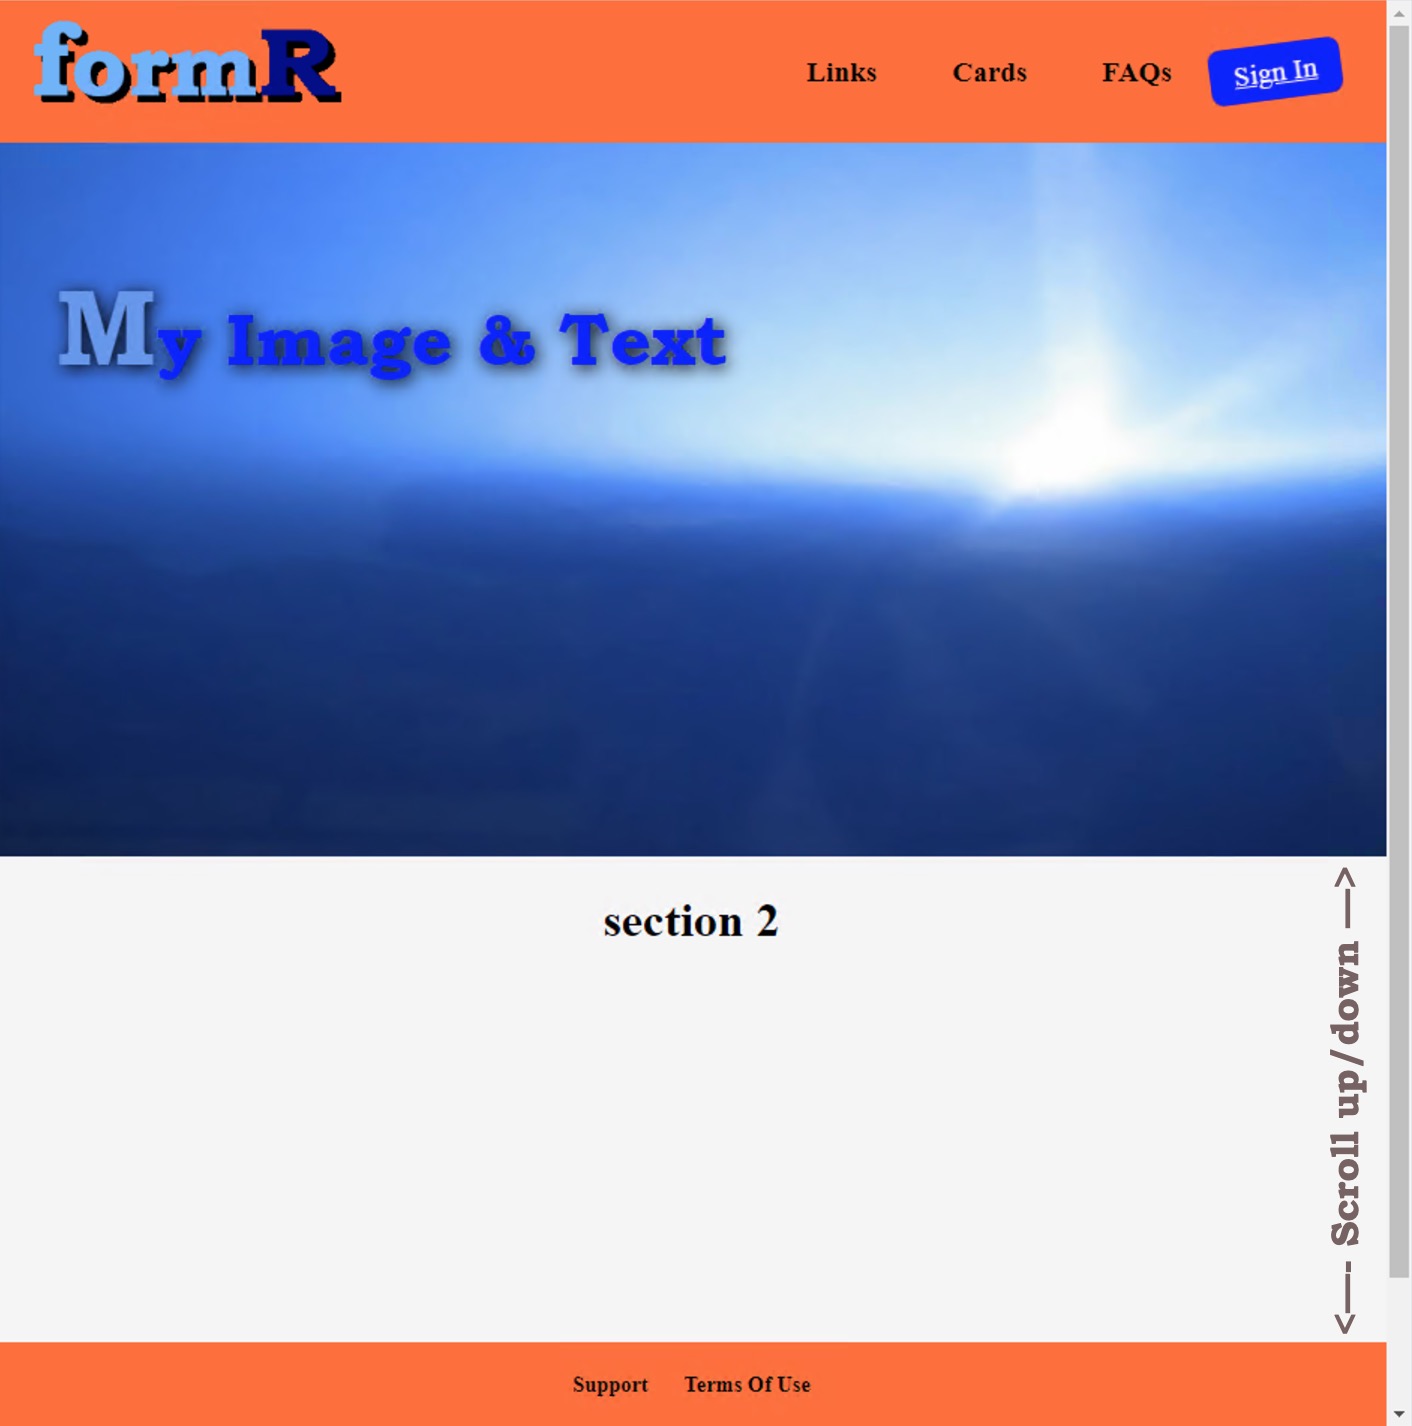 formR
Links Cards FAQs Sign In
My Image & Text
section 2
<—- Scroll up/down —>
Support Terms Of Use